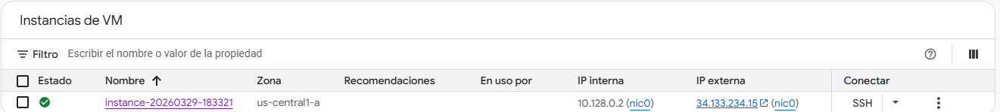 Instancias de VM
Filtro Escribir el nombre o valor de la propiedad
Estado Nombre Zona Recomendaciones En uso por IP interna IP externa Conectar
instance-20260329-183321 us-central1-a 10.128.0.2 (nic0) 34.133.234.15 (nic0) SSH